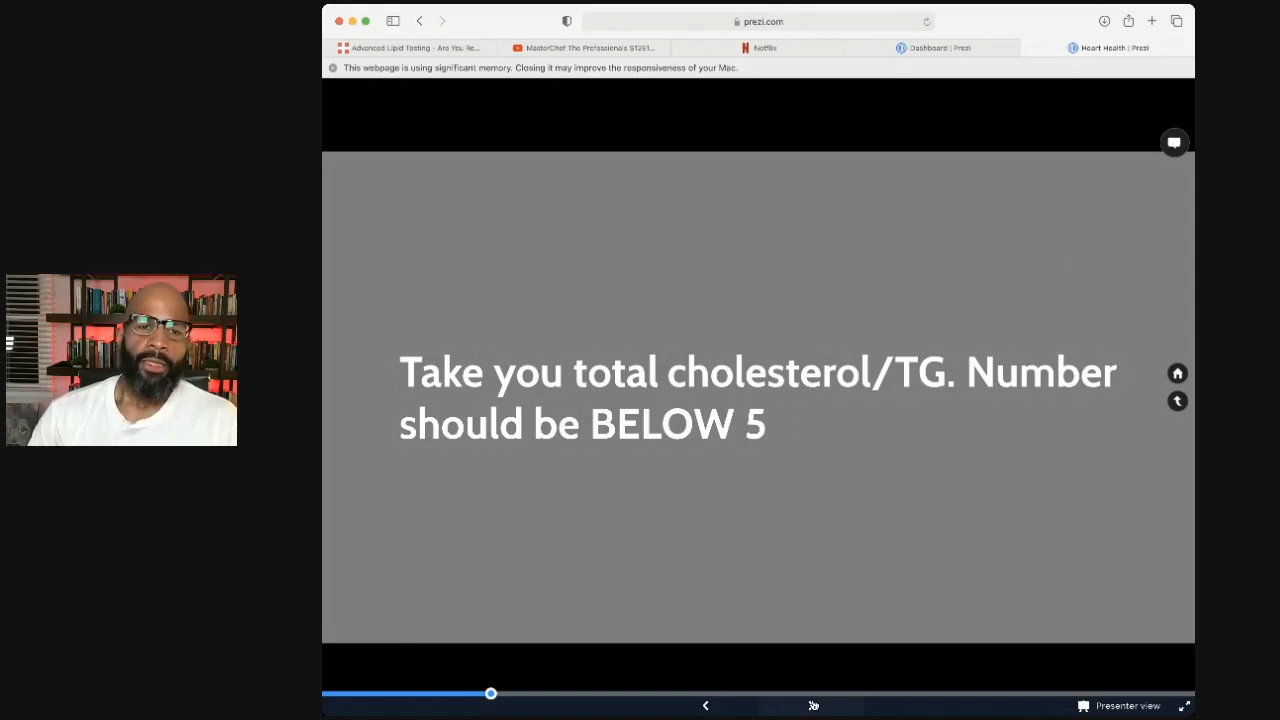 prezi.com
Advanced Lipid Tasting - Are You Re...
MasterChef The Professionals S12E1...
Netflix
Dashboard | Prezi
Heart Health | Prezi
This webpage is using significant memory. Closing it may improve the responsiveness of your Mac.
Take you total cholesterol/TG. Number
should be BELOW 5
Presenter view